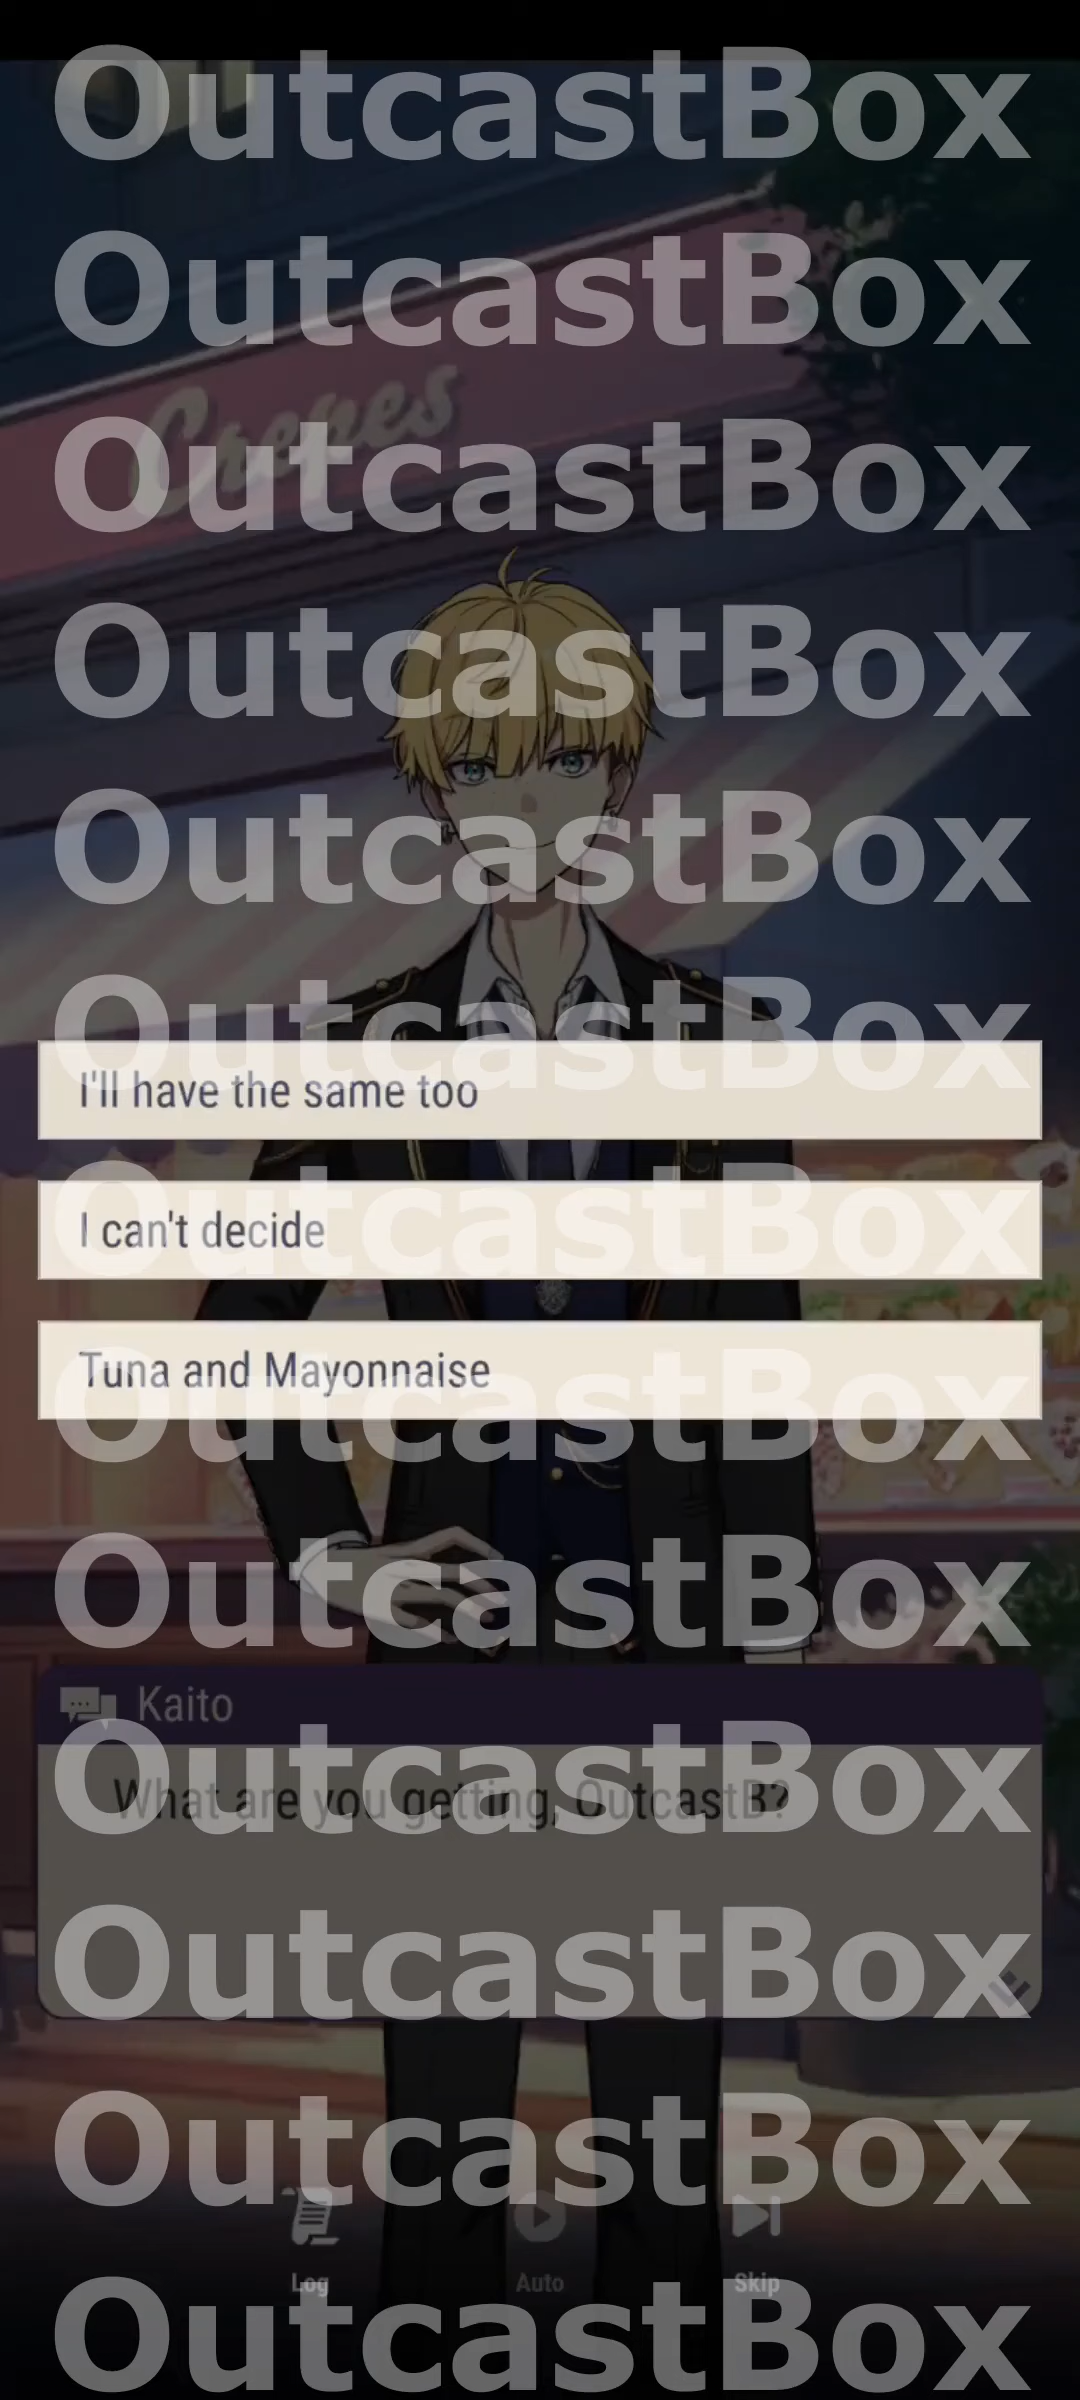 OutcastBox
OutcastBox
Crepes
OutcastBox
OutcastBox
OutcastBox
OutcastBox
I'll have the same too
OutcastBox
I can't decide
OutcastBox
Tuna and Mayonnaise
OutcastBox
Kaito
OutcastBox
What are you getting, OutcastB?
OutcastBox
OutcastBox
Log Auto Skip
OutcastBox